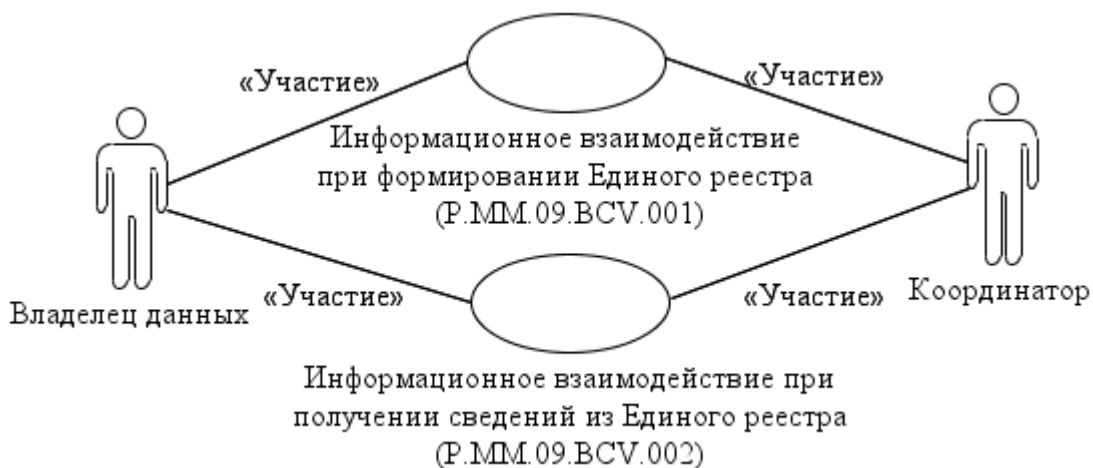 «Участие»
«Участие»
Информационное взаимодействие
при формировании Единого реестра
(P.MM.09.BCV.001)
«Участие»
«Участие»
Координатор
Владелец данных
Информационное взаимодействие при
получении сведений из Единого реестра
(P.MM.09.BCV.002)